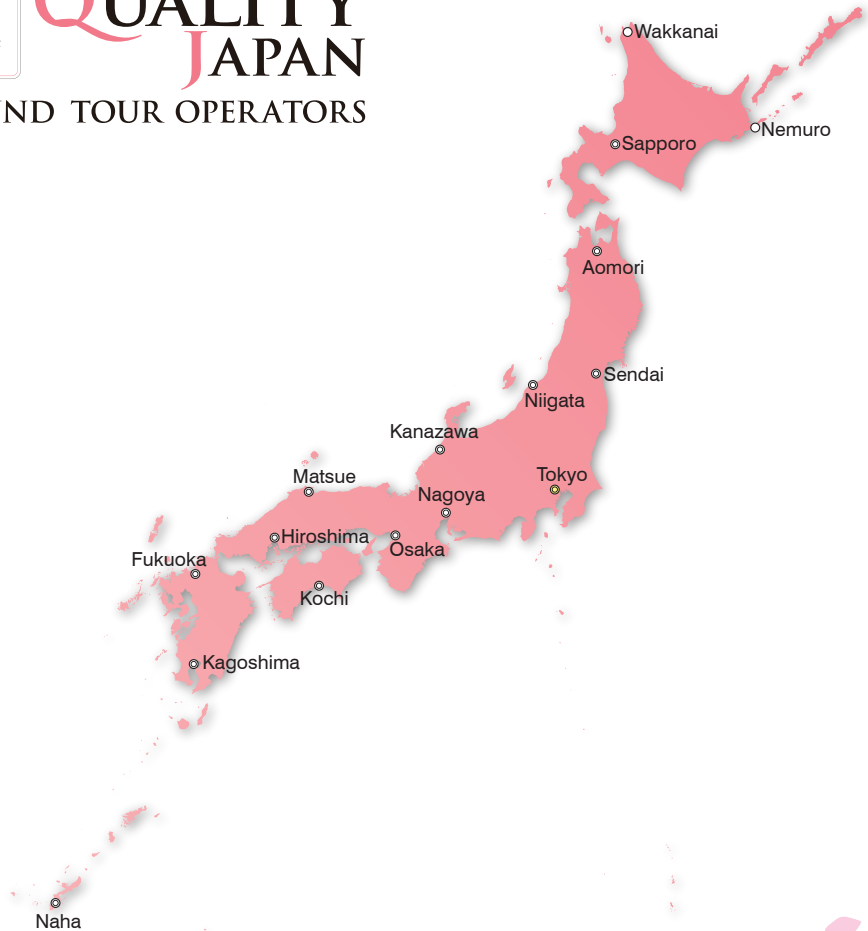 QUALITY
JAPAN
ND TOUR OPERATORS
Wakkanai
Nemuro
Sapporo
Aomori
Sendai
Niigata
Kanazawa
Tokyo
Matsue
Nagoya
Hiroshima
Osaka
Fukuoka
Kochi
Kagoshima
Naha